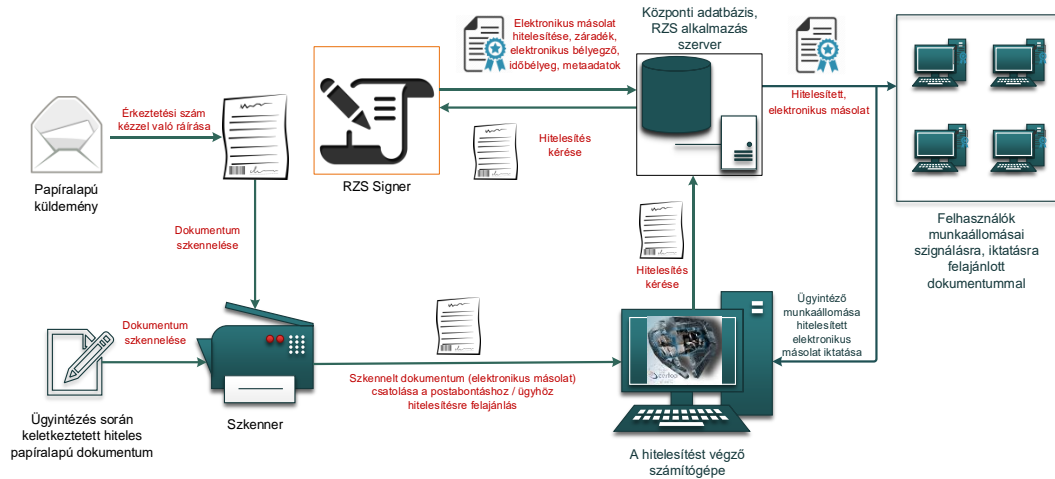 Elektronikus másolat
hitelesítése, záradék,
elektronikus bélyegző,
időbélyeg, metaadatok
Központi adatbázis,
RZS alkalmazás
szerver
Érkeztetési szám
kézzel való ráírása
Papíralapú
küldemény
RZS Signer
Hitelesítés
kérése
Hitelesített,
elektronikus másolat
Felhasználók
munkaállomásai
szignálásra, iktatásra
felajánlott
dokumentummal
Dokumentum
szkennelése
Hitelesítés
kérése
Ügyintéző
munkaállomása
hitelesített
elektronikus
másolat iktatása
Dokumentum
szkennelése
Szkennelt dokumentum (elektronikus másolat)
csatolása a postabontáshoz / ügyhöz
hitelesítésre felajánlás
Ügyintézés során
keletkeztetett hiteles
papíralapú dokumentum
Szkenner
A hitelesítést végző
számítógépe